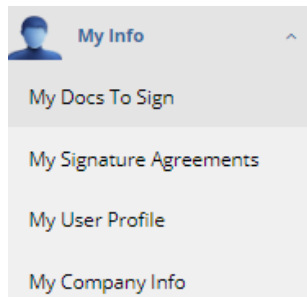 My Info
My Docs To Sign
My Signature Agreements
My User Profile
My Company Info